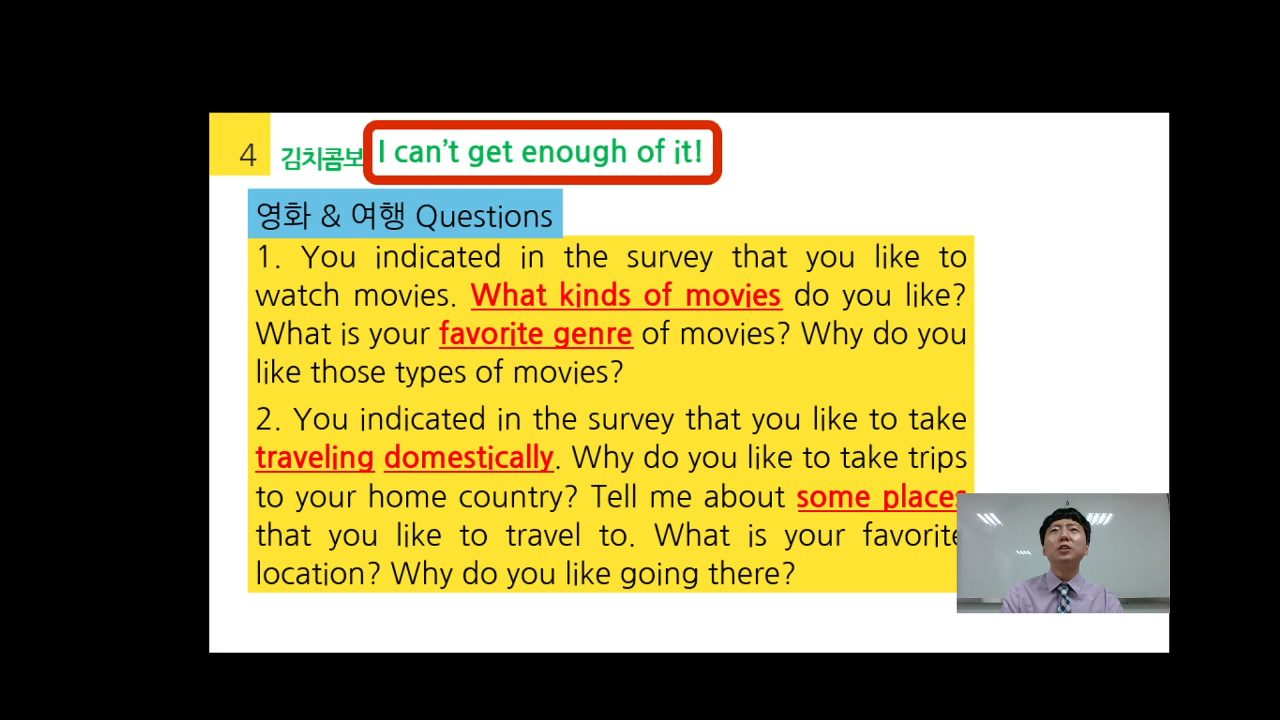 4
김치콤보 I can't get enough of it!
영화 & 여행 Questions
1. You indicated in the survey that you like to
watch movies. What kinds of movies do you like?
What is your favorite genre of movies? Why do you
like those types of movies?
2. You indicated in the survey that you like to take
traveling domestically. Why do you like to take trips
to your home country? Tell me about some places
that you like to travel to. What is your favorite
location? Why do you like going there?